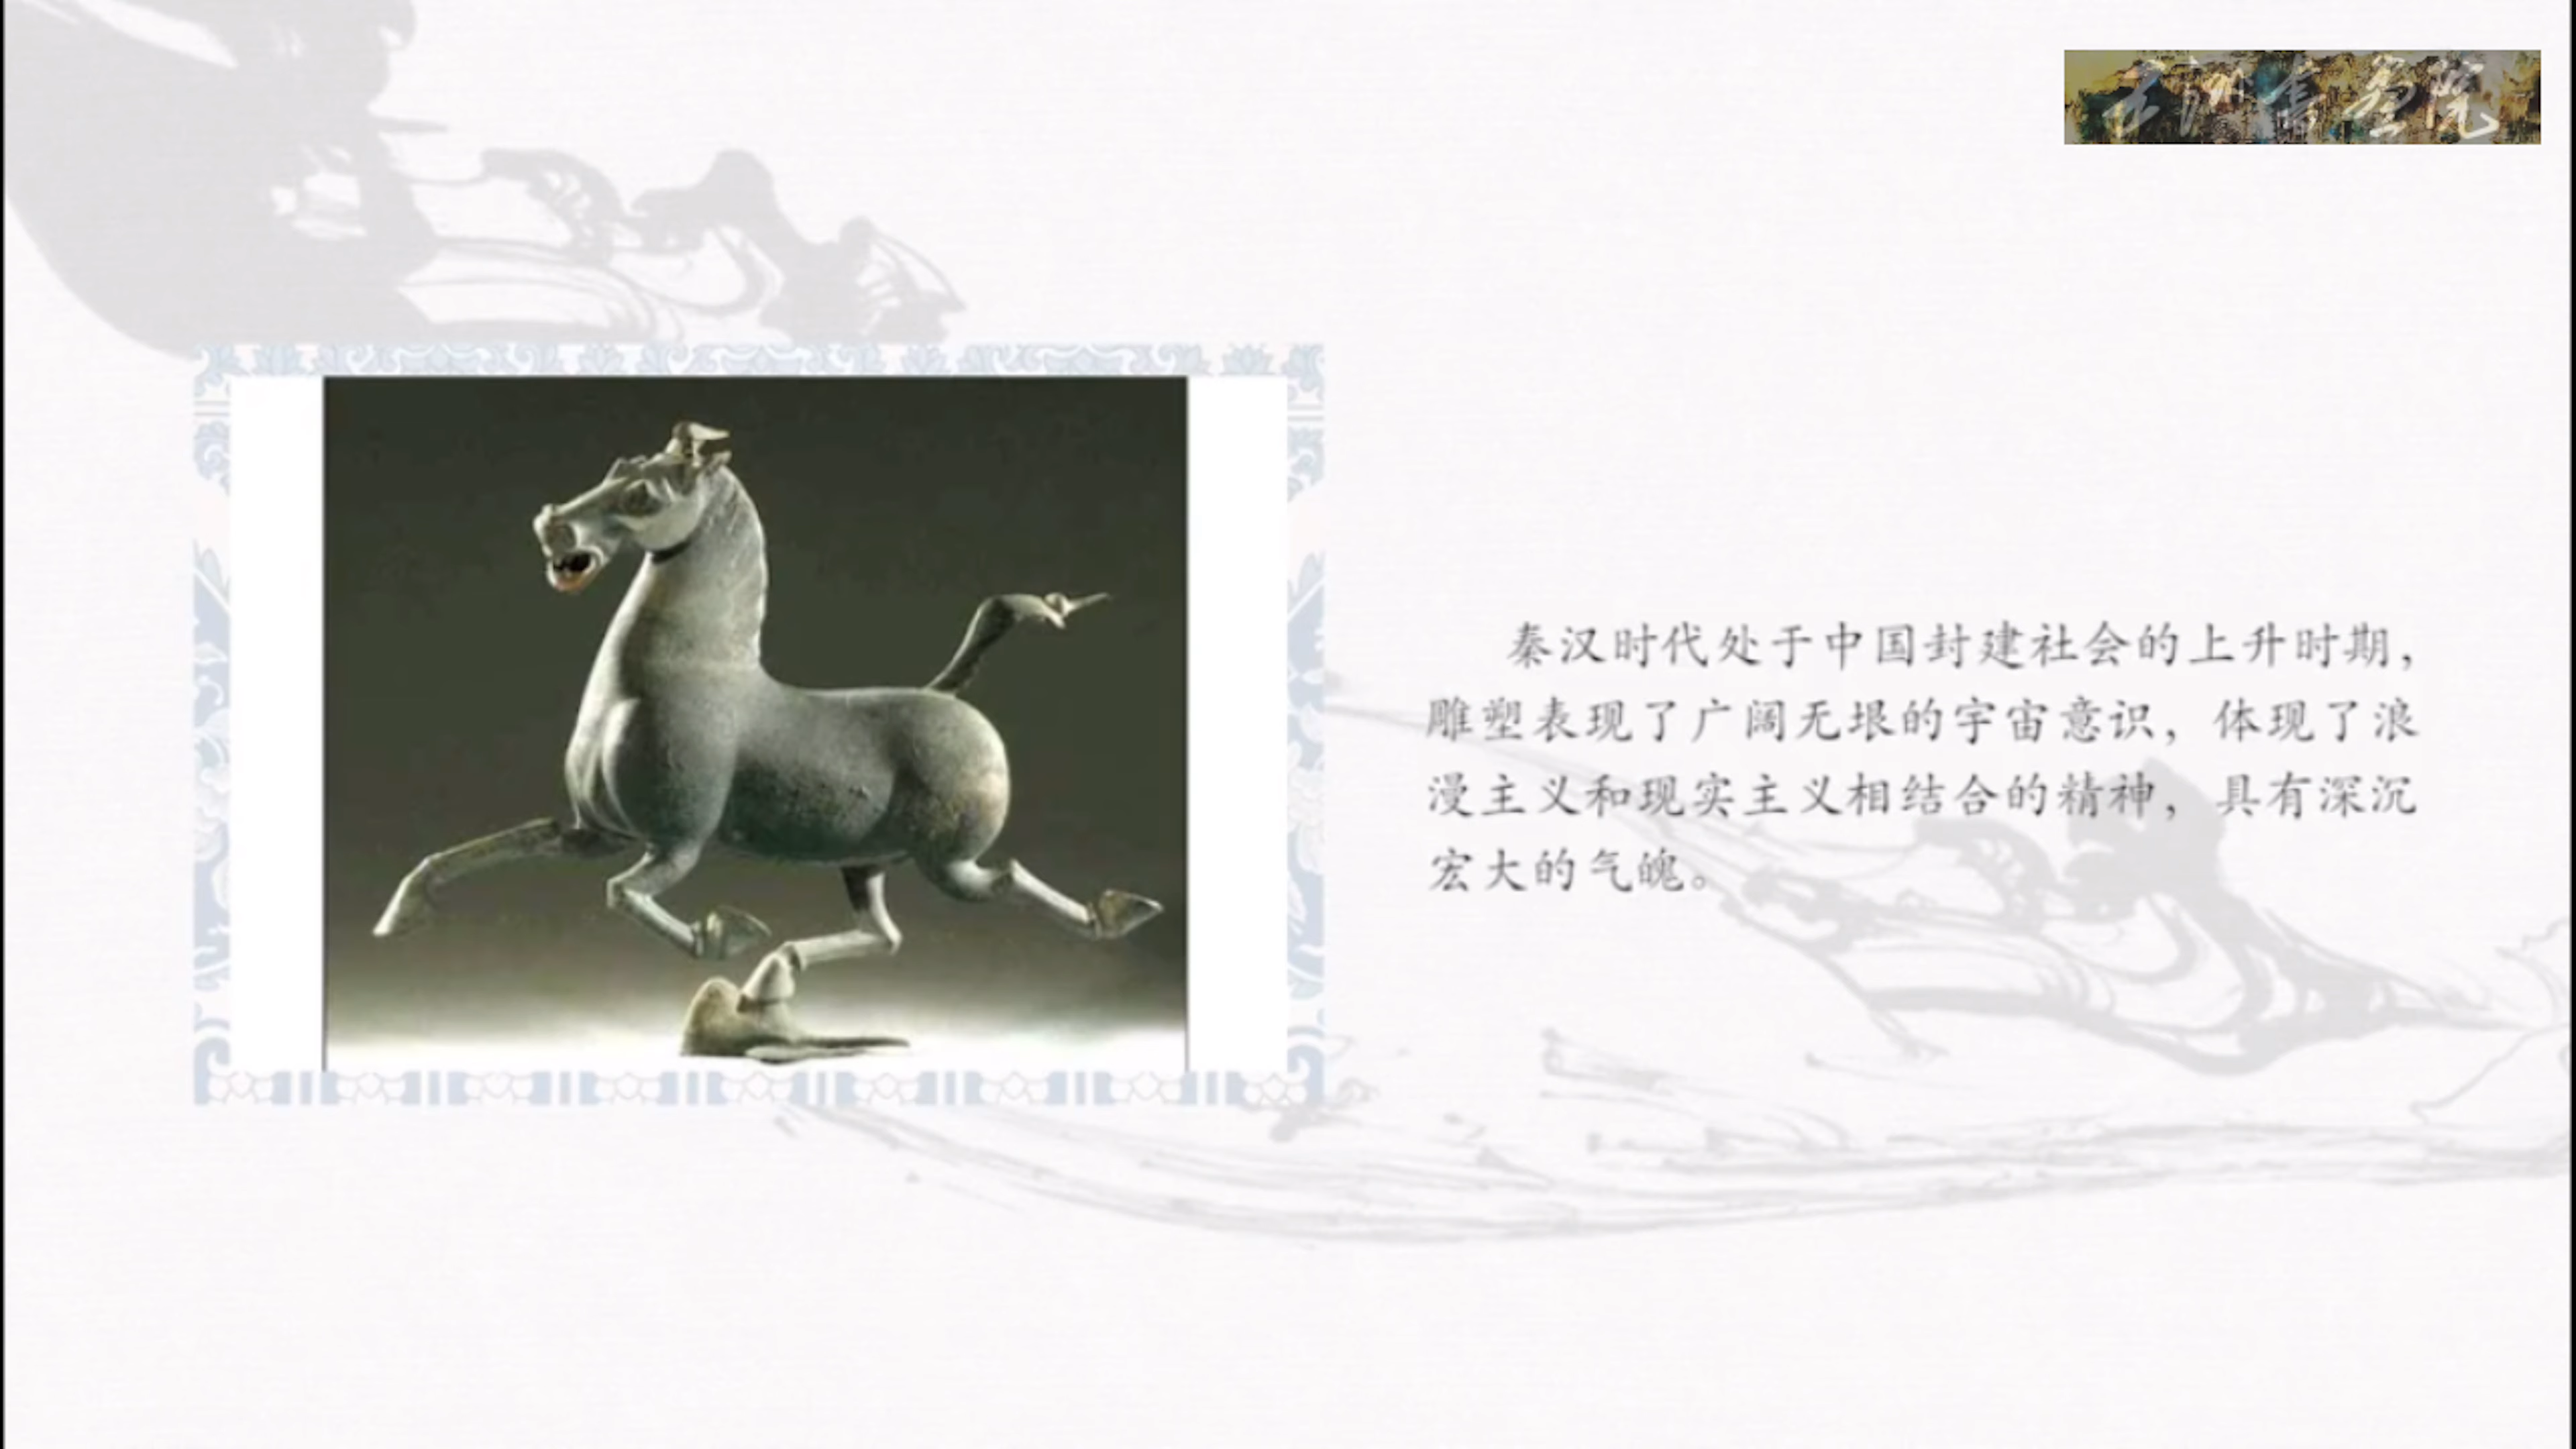 秦汉时代处于中国封建社会的上升时期，
雕塑表现了广阔无垠的宇宙意识，体现了浪
漫主义和现实主义相结合的精神，具有深沉
宏大的气魄。